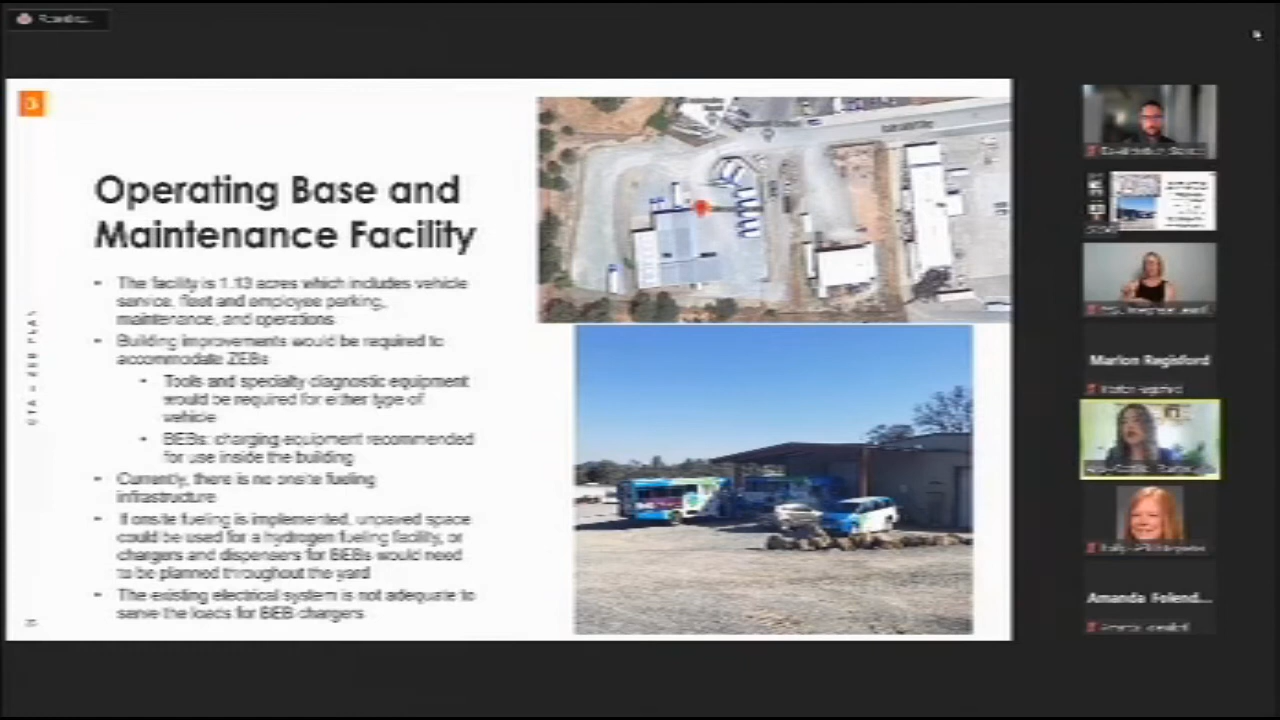 Operating Base and
Maintenance Facility
• The facility is 1.13 acres which includes vehicle
service, fleet and employee parking,
maintenance, and operations
• Building improvements would be required to
accommodate ZEBs
• Tools and specialty diagnostic equipment
would be required for either type of
vehicle
• BEBs: charging equipment recommended
for use inside the building
• Currently, there is no onsite fueling
infrastructure
• If onsite fueling is implemented, unpaved space
could be used for a hydrogen fueling facility, or
chargers and dispensers for BEBs would need
to be planned throughout the yard
• The existing electrical system is not adequate to
serve the loads for BEB chargers
Marion Regisford
Amanda Folend...